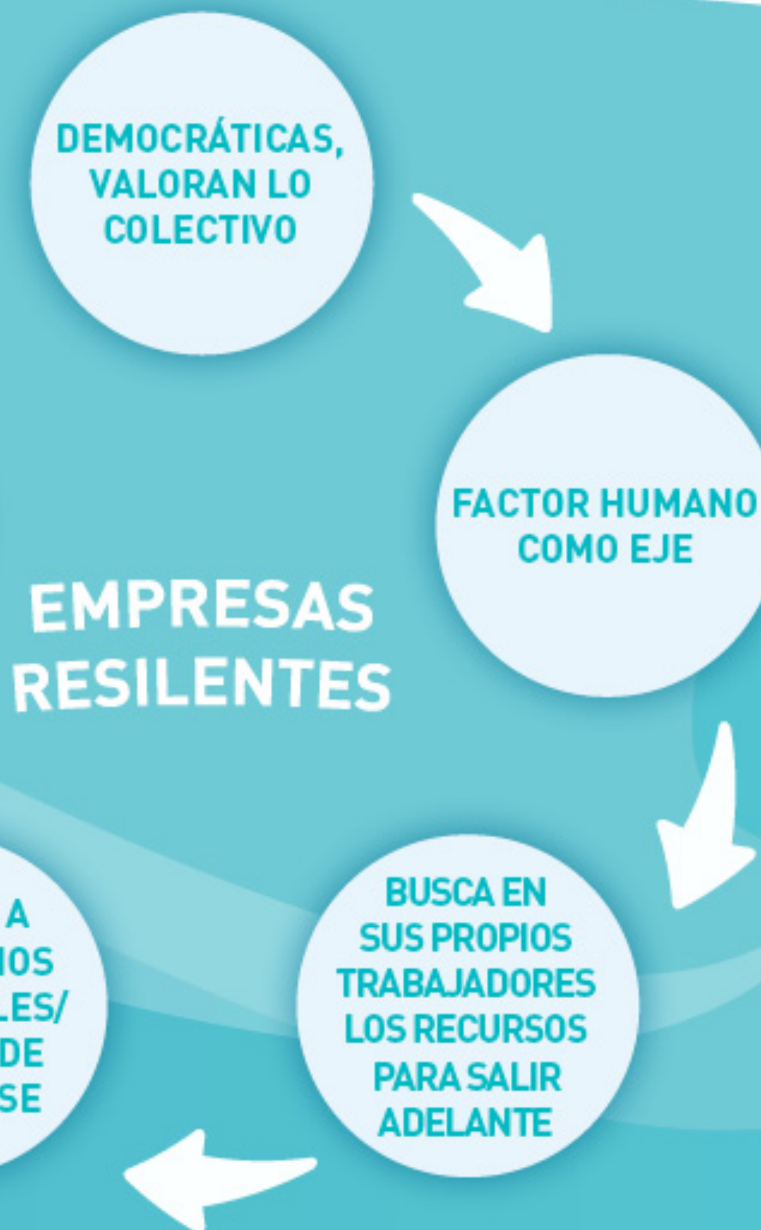 DEMOCRÁTICAS,
VALORAN LO
COLECTIVO
FACTOR HUMANO
COMO EJE
EMPRESAS
RESILENTES
BUSCA EN
SUS PROPIOS
TRABAJADORES
LOS RECURSOS
PARA SALIR
ADELANTE
A
DE